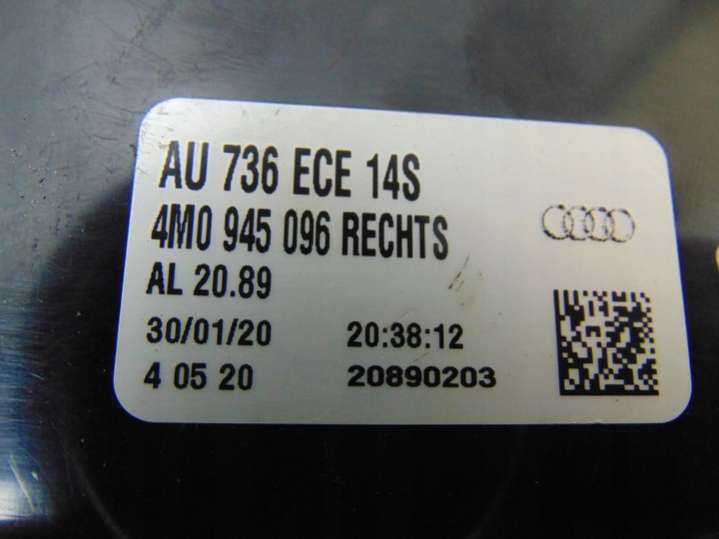 AU 736 ECE 14S
4M0 945 096 RECHTS
AL 20.89
30/01/20 20:38:12
4 05 20 20890203